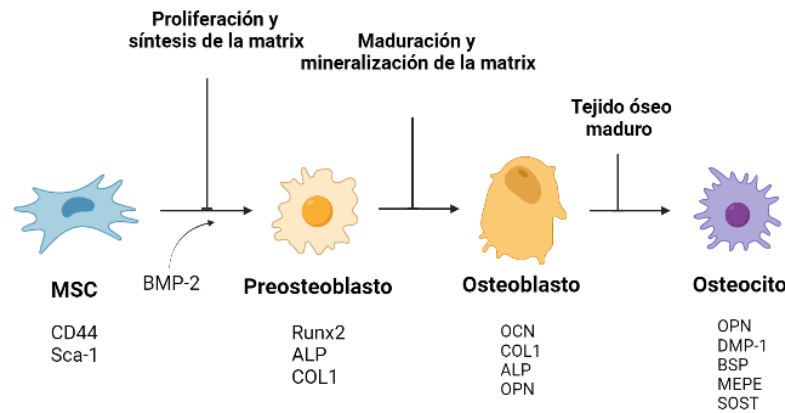 Proliferación y
síntesis de la matrix
Maduración y
mineralización de la matrix
Tejido óseo
maduro
BMP-2
MSC
CD44
Sca-1
Preosteoblasto
Runx2
ALP
COL1
Osteoblasto
OCN
COL1
ALP
OPN
Osteocito
OPN
DMP-1
BSP
MEPE
SOST